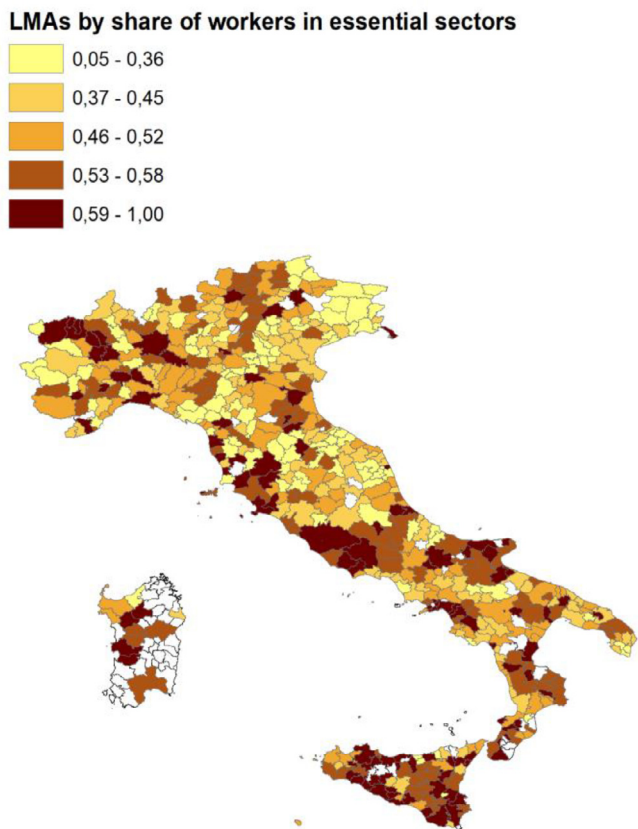 LMAs by share of workers in essential sectors
0,05 - 0,36
0,37 - 0,45
0,46 - 0,52
0,53 - 0,58
0,59 - 1,00